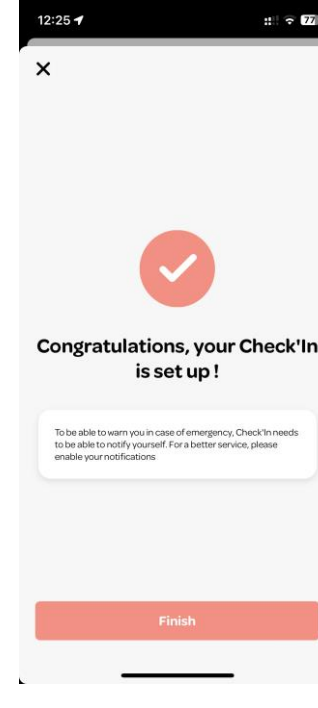 12:25
77
Congratulations, your Check'In
is set up !
To be able to warn you in case of emergency, Check'In needs
to be able to notify yourself. For a better service, please
enable your notifications
Finish